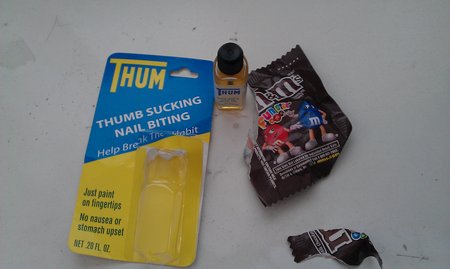 THUM
THUMB SUCKING
NAIL BITING
Help Break The Habit
Just paint
on fingertips
No nausea or
stomach upset
NET .20 FL. OZ.
THUM
m&m's
m